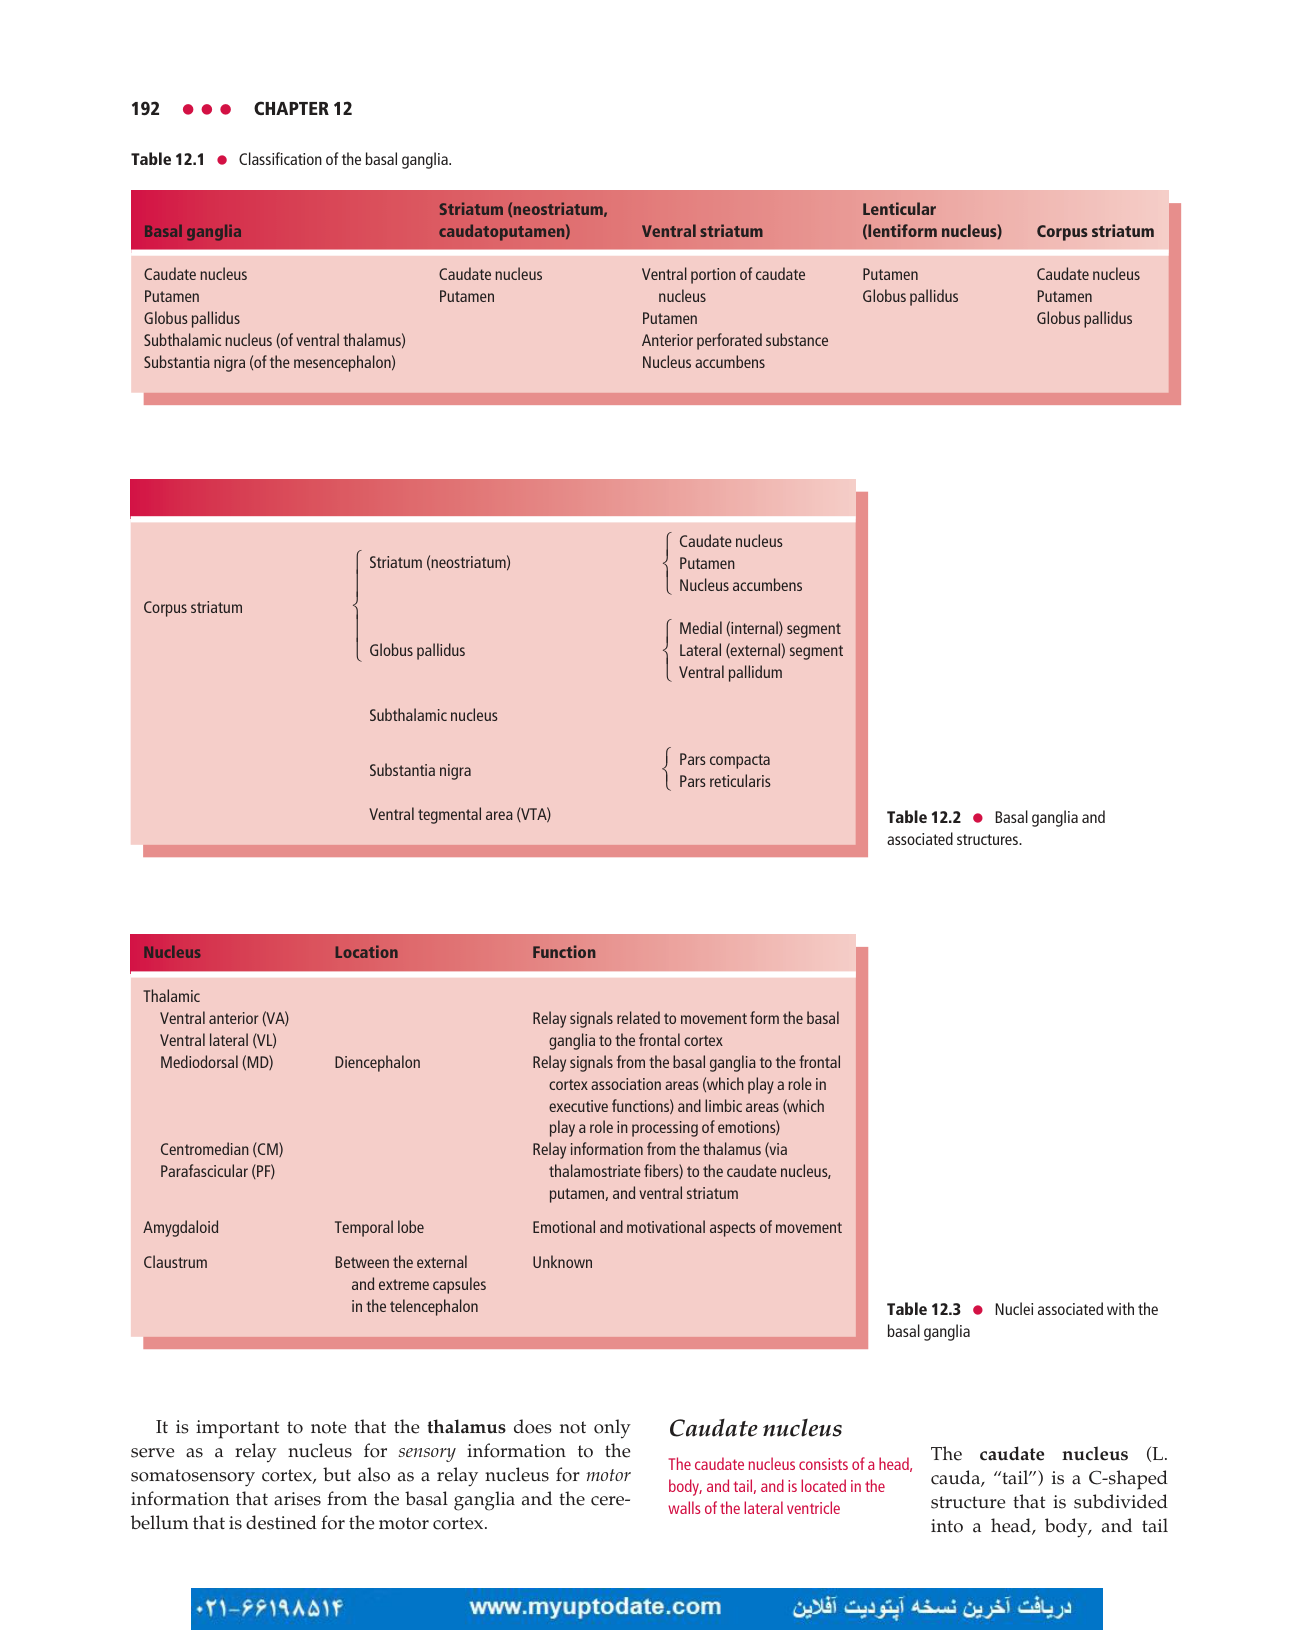 192 ● ● ● CHAPTER 12
Table 12.1 ● Classification of the basal ganglia.
Basal ganglia
Striatum (neostriatum,
caudatoputamen)
Ventral striatum
Lenticular
(lentiform nucleus)
Corpus striatum
Caudate nucleus
Putamen
Globus pallidus
Subthalamic nucleus (of ventral thalamus)
Substantia nigra (of the mesencephalon)
Caudate nucleus
Putamen
Ventral portion of caudate
nucleus
Putamen
Anterior perforated substance
Nucleus accumbens
Putamen
Globus pallidus
Caudate nucleus
Putamen
Globus pallidus
Corpus striatum
Striatum (neostriatum)
Caudate nucleus
Putamen
Nucleus accumbens
Globus pallidus
Medial (internal) segment
Lateral (external) segment
Ventral pallidum
Subthalamic nucleus
Substantia nigra
Pars compacta
Pars reticularis
Ventral tegmental area (VTA)
Table 12.2 ● Basal ganglia and
associated structures.
Nucleus Location Function
Thalamic
Ventral anterior (VA)
Ventral lateral (VL)
Relay signals related to movement form the basal
ganglia to the frontal cortex
Mediodorsal (MD)
Diencephalon
Relay signals from the basal ganglia to the frontal
cortex association areas (which play a role in
executive functions) and limbic areas (which
play a role in processing of emotions)
Centromedian (CM)
Parafascicular (PF)
Relay information from the thalamus (via
thalamostriate fibers) to the caudate nucleus,
putamen, and ventral striatum
Amygdaloid Temporal lobe Emotional and motivational aspects of movement
Claustrum
Between the external
and extreme capsules
in the telencephalon
Unknown
Table 12.3 ● Nuclei associated with the
basal ganglia
It is important to note that the thalamus does not only
serve as a relay nucleus for sensory information to the
somatosensory cortex, but also as a relay nucleus for motor
information that arises from the basal ganglia and the cere-
bellum that is destined for the motor cortex.
Caudate nucleus
The caudate nucleus consists of a head,
body, and tail, and is located in the
walls of the lateral ventricle
The caudate nucleus (L.
cauda, “tail”) is a C-shaped
structure that is subdivided
into a head, body, and tail
۰۲۱-۶۶۱۹۸۵۱۴ www.myuptodate.com دریافت آخرین نسخه آپتودیت آفلاین